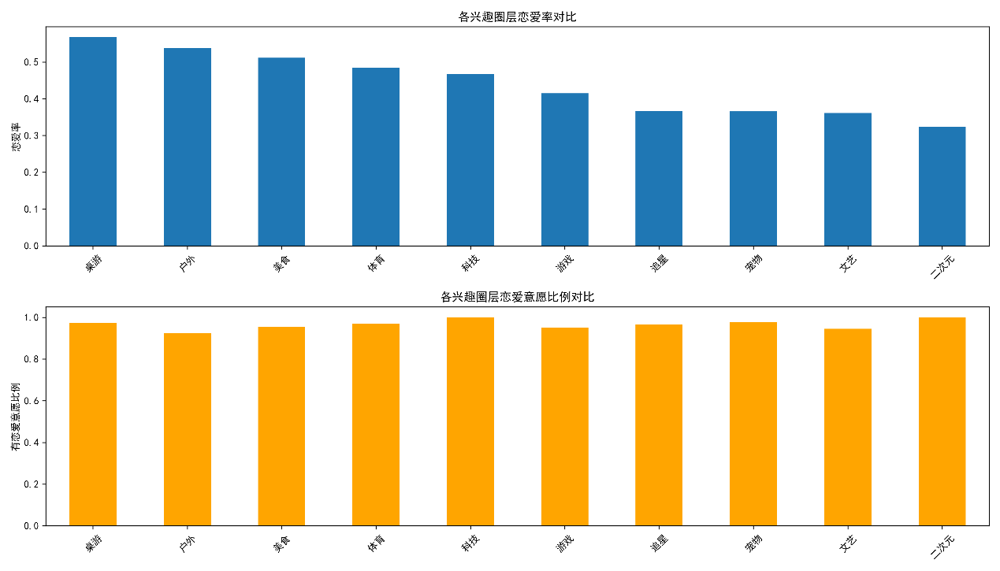 各兴趣圈层恋爱率对比
恋爱率
0.5
0.4
0.3
0.2
0.1
0.0
桌游 户外 美食 体育 科技 游戏 追星 宠物 文艺 二次元
各兴趣圈层恋爱意愿比例对比
有恋爱意愿比例
1.0
0.8
0.6
0.4
0.2
0.0
桌游 户外 美食 体育 科技 游戏 追星 宠物 文艺 二次元